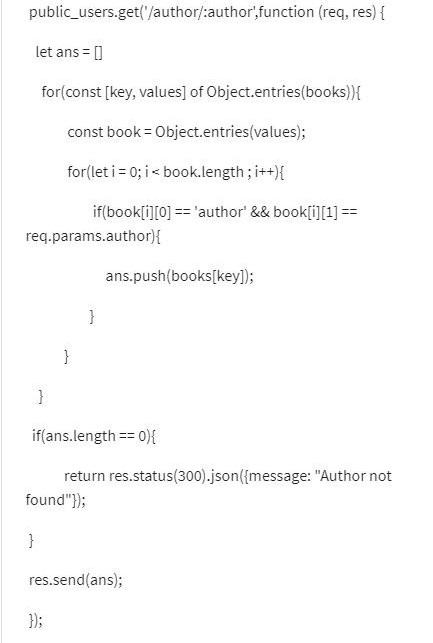 public_users.get('/author/:author',function (req, res) {
let ans = []
for(const [key, values] of Object.entries(books)){
const book = Object.entries(values);
for(let i = 0; i < book.length ; i++){
if(book[i][0] == 'author' && book[i][1] ==
req.params.author){
ans.push(books[key]);
}
}
}
if(ans.length == 0){
return res.status(300).json({message: "Author not
found"});
}
res.send(ans);
});